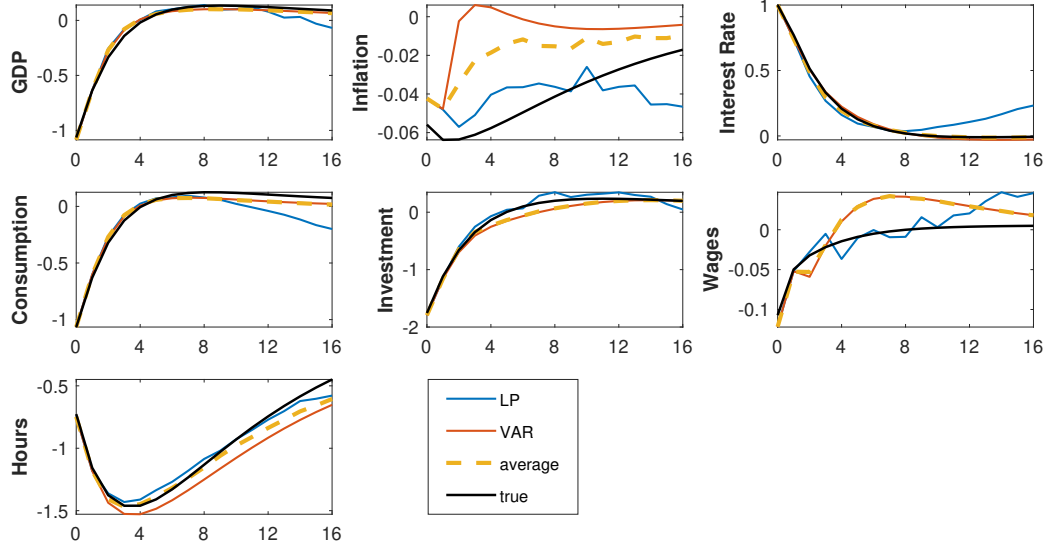 GDP
0
-0.5
-1
0 4 8 12 16
Inflation
0
-0.02
-0.04
-0.06
0 4 8 12 16
Interest Rate
1
0.5
0
0 4 8 12 16
Consumption
0
-0.5
-1
0 4 8 12 16
Investment
0
-1
-2
0 4 8 12 16
Wages
0
-0.05
-0.1
0 4 8 12 16
Hours
-0.5
-1
-1.5
0 4 8 12 16
LP
VAR
average
true